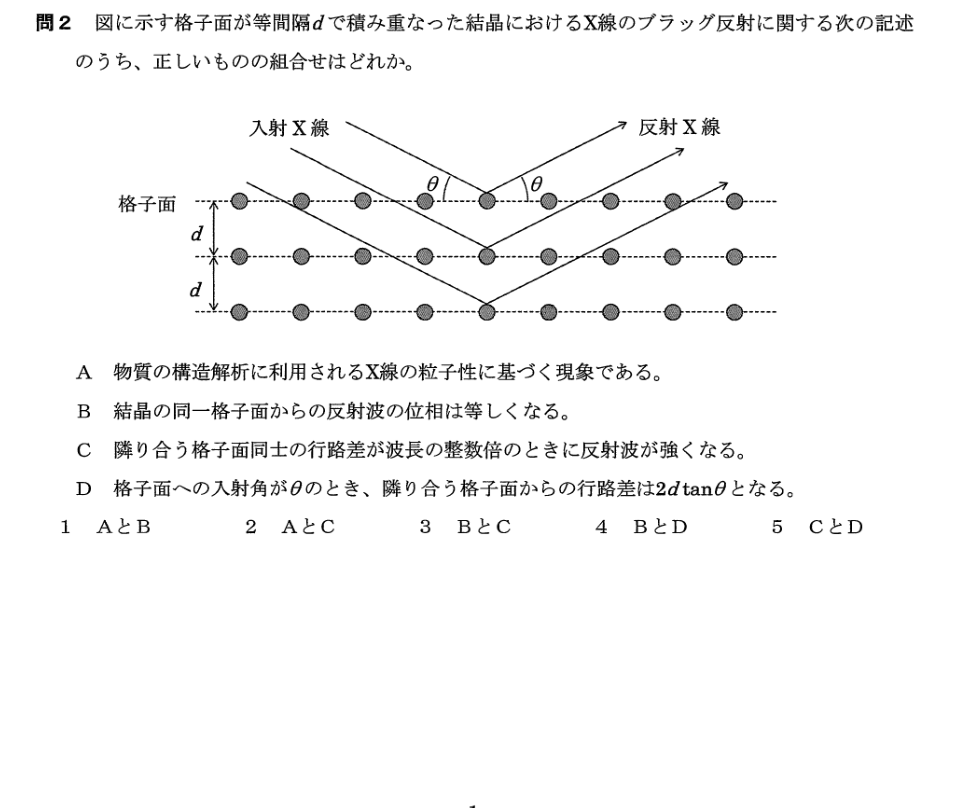 問2 図に示す格子面が等間隔dで積み重なった結晶におけるX線のブラッグ反射に関する次の記述
のうち、正しいものの組合せはどれか。
入射X線 反射X線
θ θ
格子面
d
d
A 物質の構造解析に利用されるX線の粒子性に基づく現象である。
B 結晶の同一格子面からの反射波の位相は等しくなる。
C 隣り合う格子面同士の行路差が波長の整数倍のときに反射波が強くなる。
D 格子面への入射角がθのとき、隣り合う格子面からの行路差は2d tanθとなる。
1 AとB 2 AとC 3 BとC 4 BとD 5 CとD